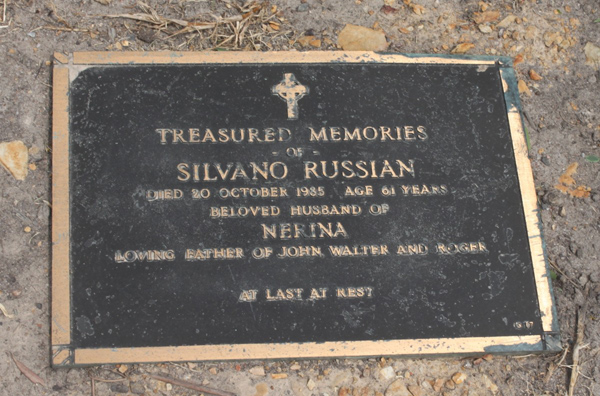 TREASURED MEMORIES
- OF -
SILVANO RUSSIAN
DIED 20 OCTOBER 1985 AGE 61 YEARS
BELOVED HUSBAND OF
NERINA
LOVING FATHER OF JOHN WALTER AND ROGER
AT LAST AT REST